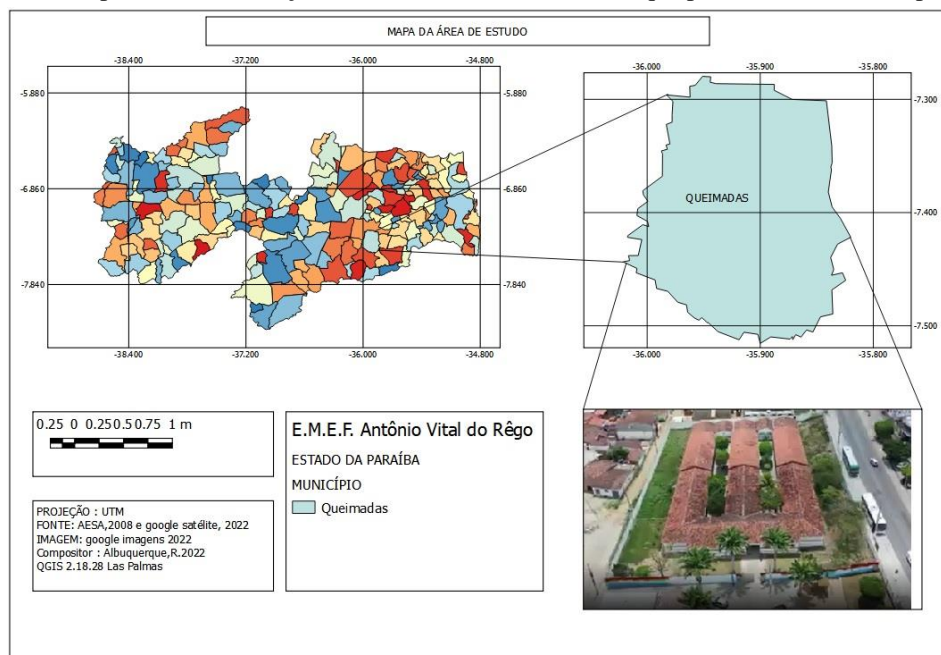 MAPA DA ÁREA DE ESTUDO
-38.400 -37.200 -36.000 -34.800
-5.880 -5.880
-6.860 -6.860
-7.840 -7.840
-38.400 -37.200 -36.000 -34.800
-36.000 -35.900 -35.800
-7.300
-7.400
-7.500
QUEIMADAS
-36.000 -35.900 -35.800
0.25 0 0.250.50.75 1 m
E.M.E.F. Antônio Vital do Rêgo
ESTADO DA PARAÍBA
MUNICÍPIO
Queimadas
PROJEÇÃO : UTM
FONTE: AESA,2008 e google satélite, 2022
IMAGEM: google imagens 2022
Compositor : Albuquerque,R.2022
QGIS 2.18.28 Las Palmas